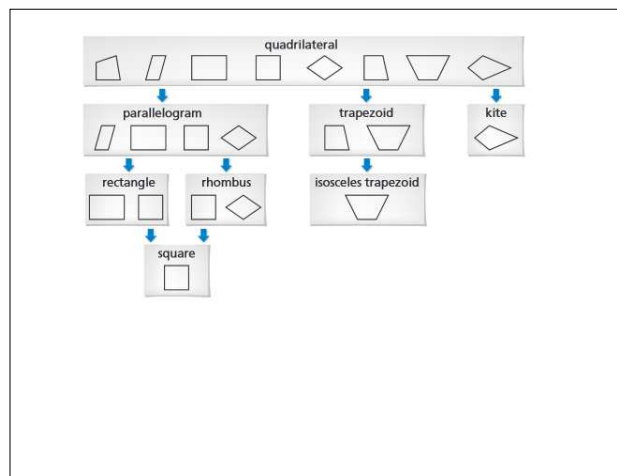 quadrilateral
parallelogram
trapezoid
kite
rectangle
rhombus
isosceles trapezoid
square